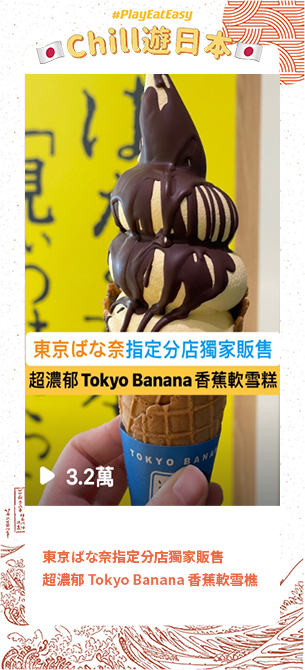 #PlayEatEasy
Chill遊日本
東京ばな奈指定分店獨家販售
超濃郁 Tokyo Banana 香蕉軟雪糕
TOKYO BANA
3.2萬
東京ばな奈指定分店獨家販售
超濃郁 Tokyo Banana 香蕉軟雪樵